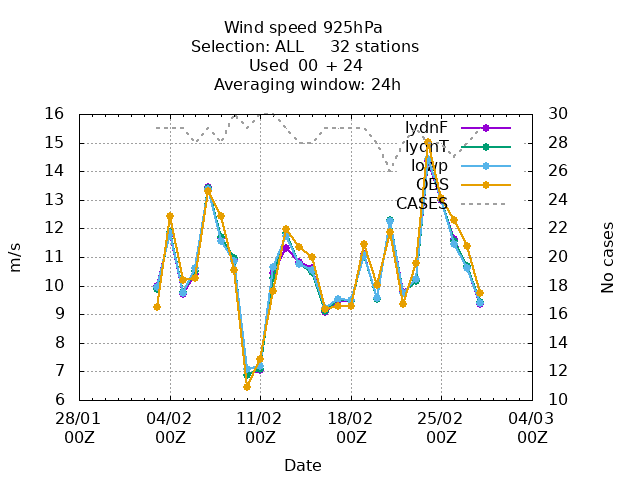 Wind speed 925hPa
Selection: ALL 32 stations
Used 00 + 24
Averaging window: 24h
16
15
14
13
12
11
10
9
8
7
6
30
28
26
24
22
20
18
16
14
12
10
m/s
No cases
lydnF
lydnT
lowp
OBS
CASES
28/01 04/02 11/02 18/02 25/02 04/03
00Z 00Z 00Z 00Z 00Z 00Z
Date